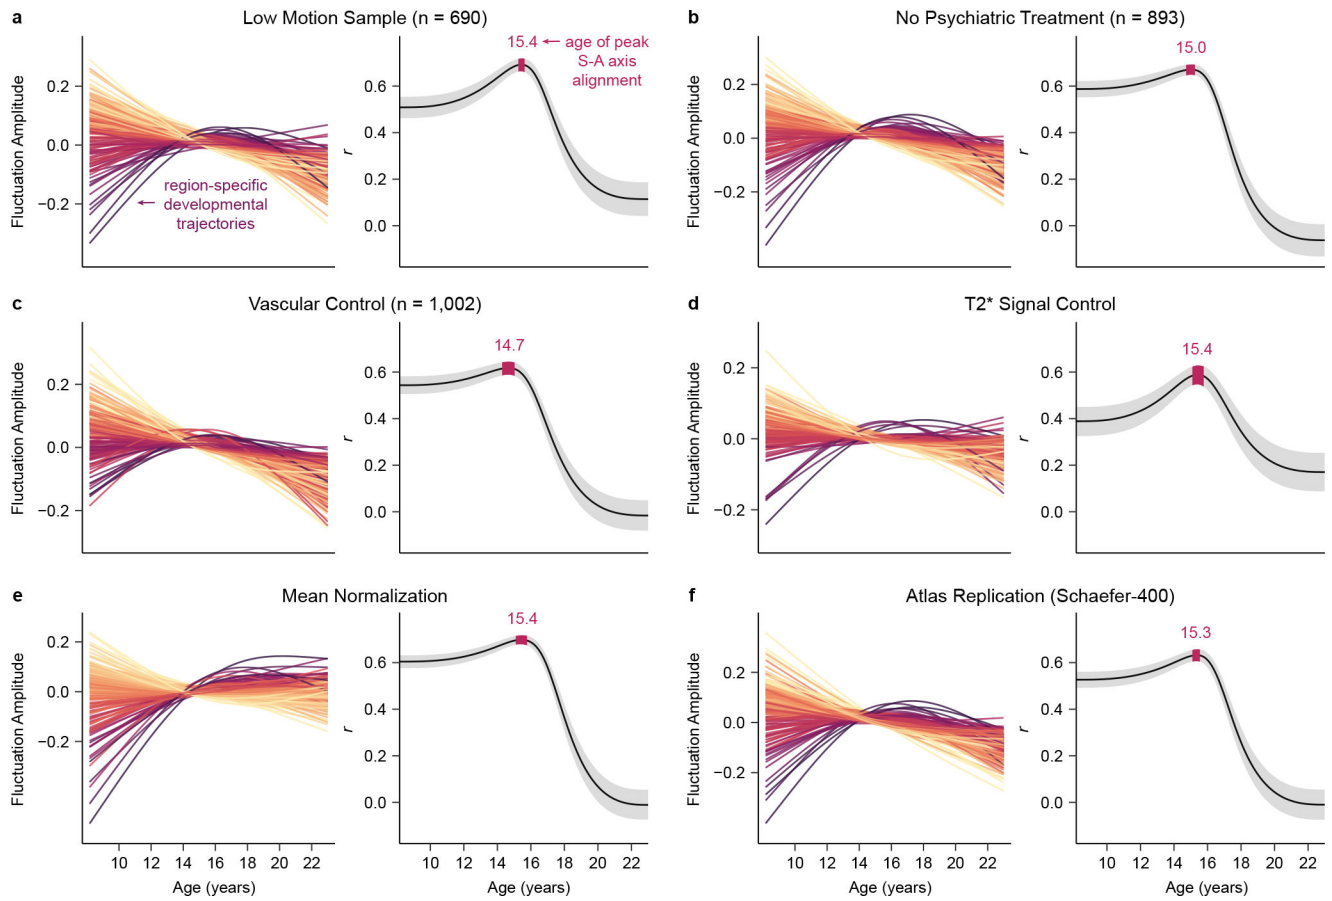 a Low Motion Sample (n = 690)
Fluctuation Amplitude
0.2
0.0
−0.2
region-specific
developmental
trajectories
r
0.6
0.4
0.2
0.0
15.4 ← age of peak
S-A axis
alignment
b No Psychiatric Treatment (n = 893)
Fluctuation Amplitude
0.2
0.0
−0.2
r
0.6
0.4
0.2
0.0
15.0
c Vascular Control (n = 1,002)
Fluctuation Amplitude
0.2
0.0
−0.2
r
0.6
0.4
0.2
0.0
14.7
d T2* Signal Control
Fluctuation Amplitude
0.2
0.0
−0.2
r
0.6
0.4
0.2
0.0
15.4
e Mean Normalization
Fluctuation Amplitude
0.2
0.0
−0.2
10 12 14 16 18 20 22
Age (years)
r
0.6
0.4
0.2
0.0
15.4
10 12 14 16 18 20 22
Age (years)
f Atlas Replication (Schaefer-400)
Fluctuation Amplitude
0.2
0.0
−0.2
10 12 14 16 18 20 22
Age (years)
r
0.6
0.4
0.2
0.0
15.3
10 12 14 16 18 20 22
Age (years)